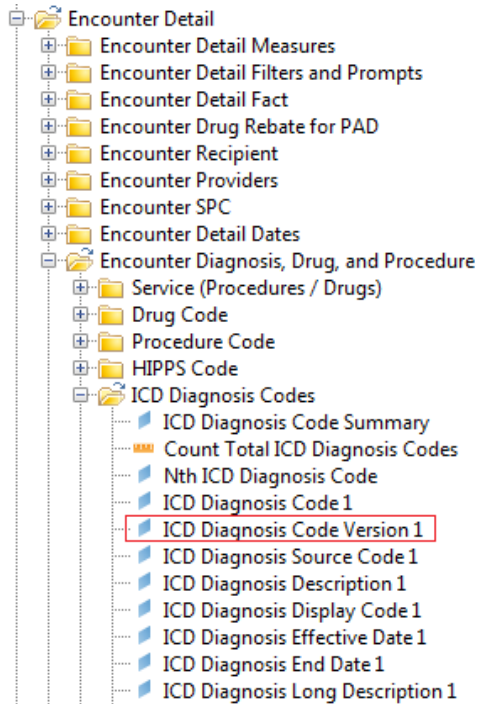 Encounter Detail
Encounter Detail Measures
Encounter Detail Filters and Prompts
Encounter Detail Fact
Encounter Drug Rebate for PAD
Encounter Recipient
Encounter Providers
Encounter SPC
Encounter Detail Dates
Encounter Diagnosis, Drug, and Procedure
Service (Procedures / Drugs)
Drug Code
Procedure Code
HIPPS Code
ICD Diagnosis Codes
ICD Diagnosis Code Summary
Count Total ICD Diagnosis Codes
Nth ICD Diagnosis Code
ICD Diagnosis Code 1
ICD Diagnosis Code Version 1
ICD Diagnosis Source Code 1
ICD Diagnosis Description 1
ICD Diagnosis Display Code 1
ICD Diagnosis Effective Date 1
ICD Diagnosis End Date 1
ICD Diagnosis Long Description 1